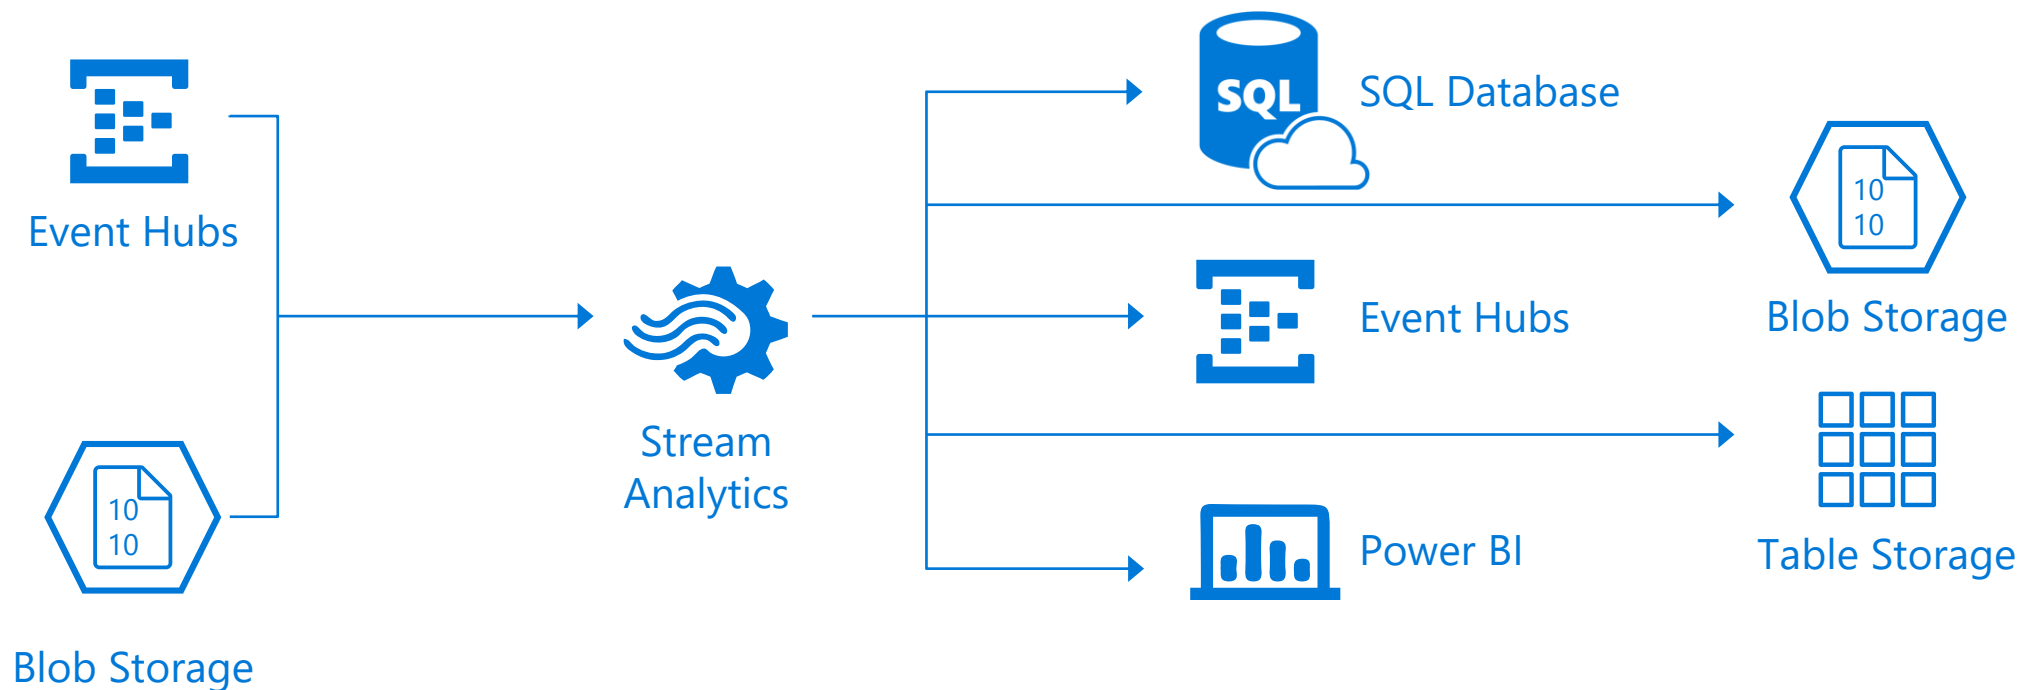 Event Hubs
10
10
Blob Storage
Stream
Analytics
SQL
SQL Database
Event Hubs
Power BI
10
10
Blob Storage
Table Storage